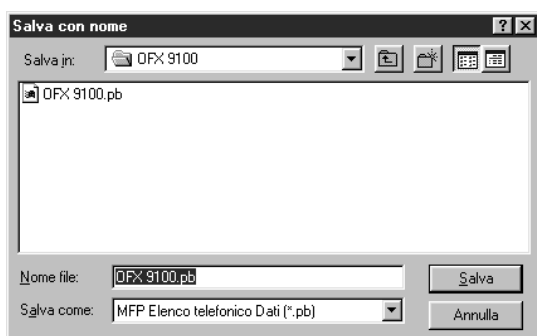 Salva con nome
Salva in: OFX 9100
OFX 9100.pb
Nome file: OFX 9100.pb Salva
Salva come: MFP Elenco telefonico Dati (*.pb) Annulla